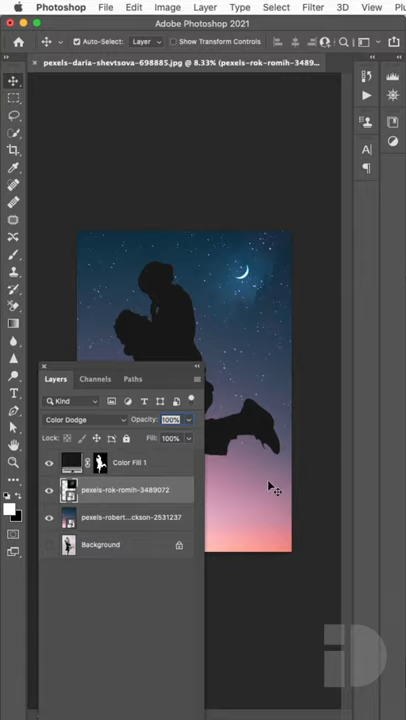 Photoshop File Edit Image Layer Type Select Filter 3D View
Adobe Photoshop 2021
Auto-Select: Layer Show Transform Controls
pexels-daria-shevtsova-698885.jpg @ 8.33% (pexels-rok-romih-3489...
Layers Channels Paths
Kind
Color Dodge Opacity: 100%
Lock: Fill: 100%
Color Fill 1
pexels-rok-romih-3489072
pexels-robert...ckson-2531237
Background
iD